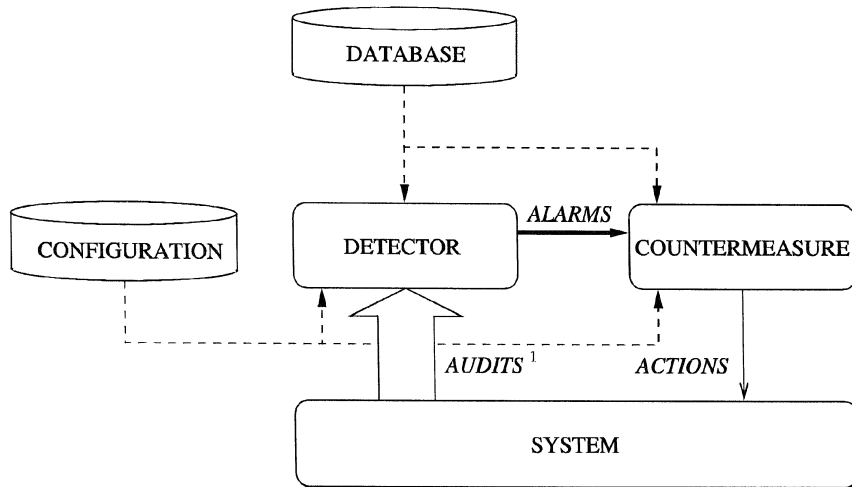 DATABASE
CONFIGURATION
DETECTOR
ALARMS
COUNTERMEASURE
AUDITS 1
ACTIONS
SYSTEM